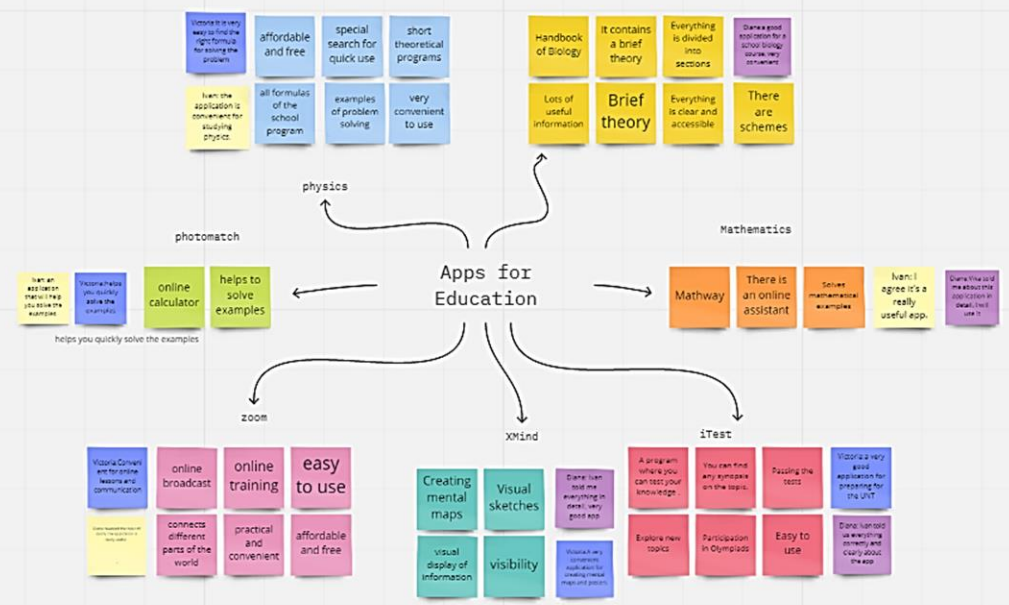 Victoria:It is very
easy to find the
right formula
for solving the
problem
affordable
and free
special
search for
quick use
short
theoretical
programs
Ivan: the
application is
convenient for
studying
physics.
all formulas
of the
school
program
examples
of problem
solving
very
convenient
to use
Handbook
of Biology
It contains
a brief
theory
Everything
is divided
into
sections
Diana:a good
application for a
school biology
course, very
convenient
Lots of
useful
information
Brief
theory
Everything
is clear and
accessible
There
are
schemes
physics
photomatch
Mathematics
Apps for
Education
Ivan: an
application
that will help
you solve the
examples
Victoria:helps
you quickly
solve the
examples
online
calculator
helps to
solve
examples
helps you quickly solve the examples
Mathway
There is
an online
assistant
Solves
mathematical
examples
Ivan: I
agree it's a
really
useful app.
Diana: Vika told
me about this
application in
detail, I will
use it
zoom
XMind
iTest
Victoria:Conveni
ent for online
lessons and
communication
online
broadcast
online
training
easy
to use
connects
different
parts of the
world
practical
and
convenient
affordable
and free
Creating
mental
maps
Visual
sketches
Diana: Ivan
told me
everything in
detail, very
good app
visual
display of
information
visibility
Victoria:A very
convenient
application for
creating mental
maps and posters
A program
where you
can test your
knowledge .
You can find
any synopsis
on the topic.
Passing the
tests
Victoria:a very
good
application for
preparing for
the UNT
Explore new
topics
Participation
in Olympiads
Easy to
use
Diana: Ivan told
us everything
correctly and
clearly about
the app